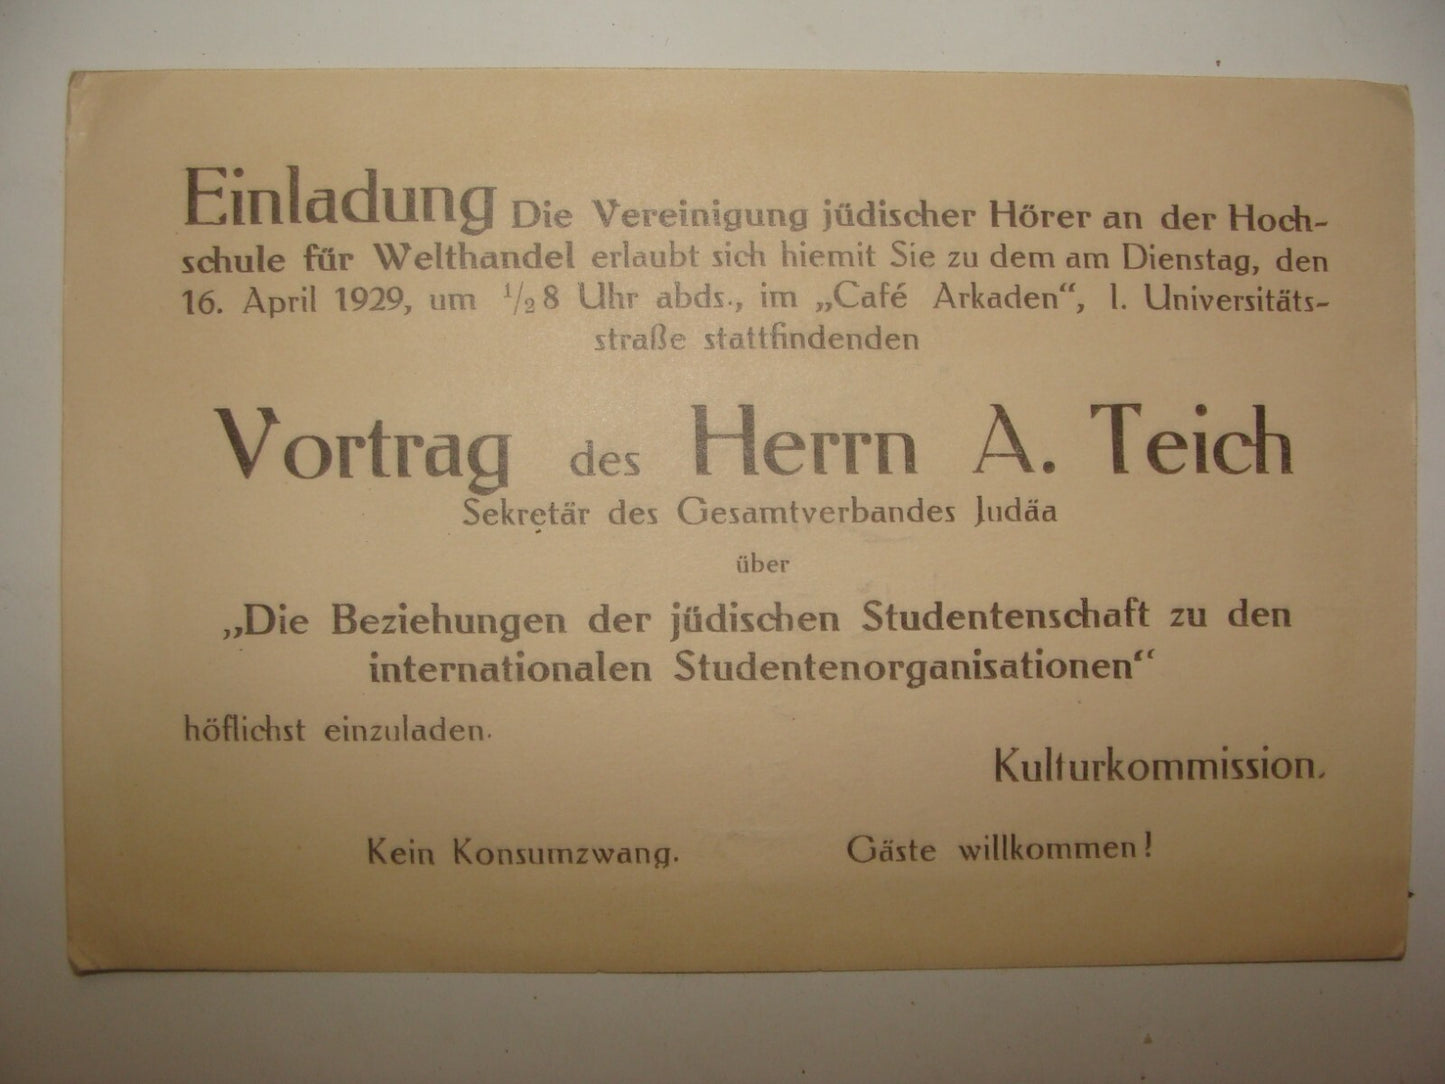 Einladung Die Vereinigung jüdischer Hörer an der Hoch-
schule für Welthandel erlaubt sich hiemit Sie zu dem am Dienstag, den
16. April 1929, um ½8 Uhr abds., im „Café Arkaden“, I. Universitäts-
straße stattfindenden
Vortrag des Herrn A. Teich
Sekretär des Gesamtverbandes Judäa
über
„Die Beziehungen der jüdischen Studentenschaft zu den
internationalen Studentenorganisationen“
höflichst einzuladen.
Kulturkommission.
Kein Konsumzwang. Gäste willkommen!